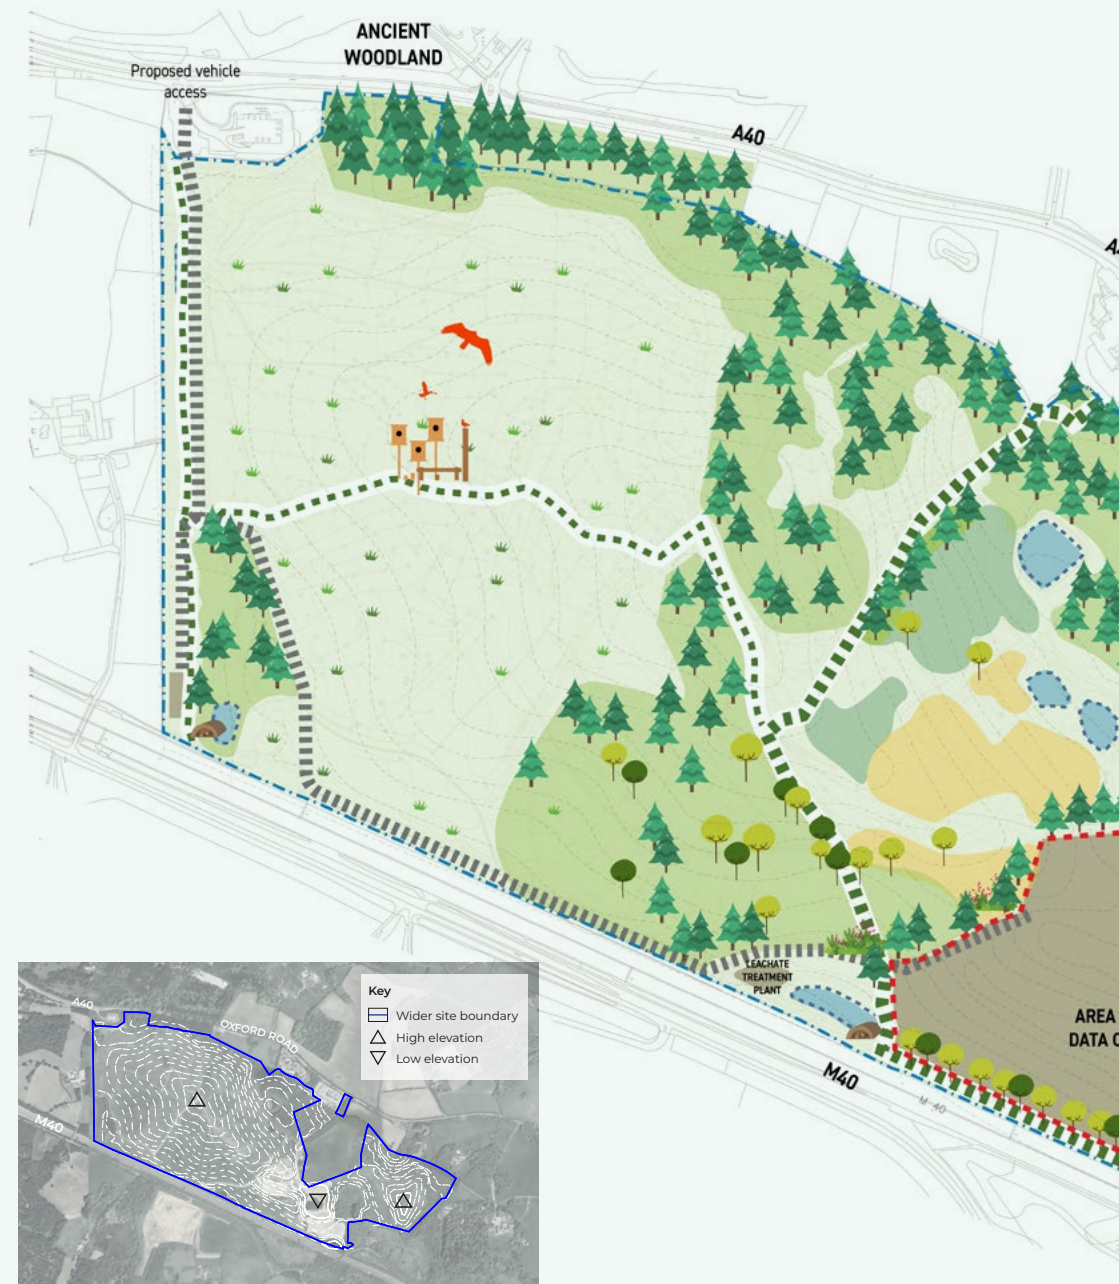 ANCIENT
WOODLAND
Proposed vehicle
access
A40
LEACHATE
TREATMENT
PLANT
AREA
DATA
M40
M 40
Key
Wider site boundary
High elevation
Low elevation
A40
OXFORD ROAD
M40